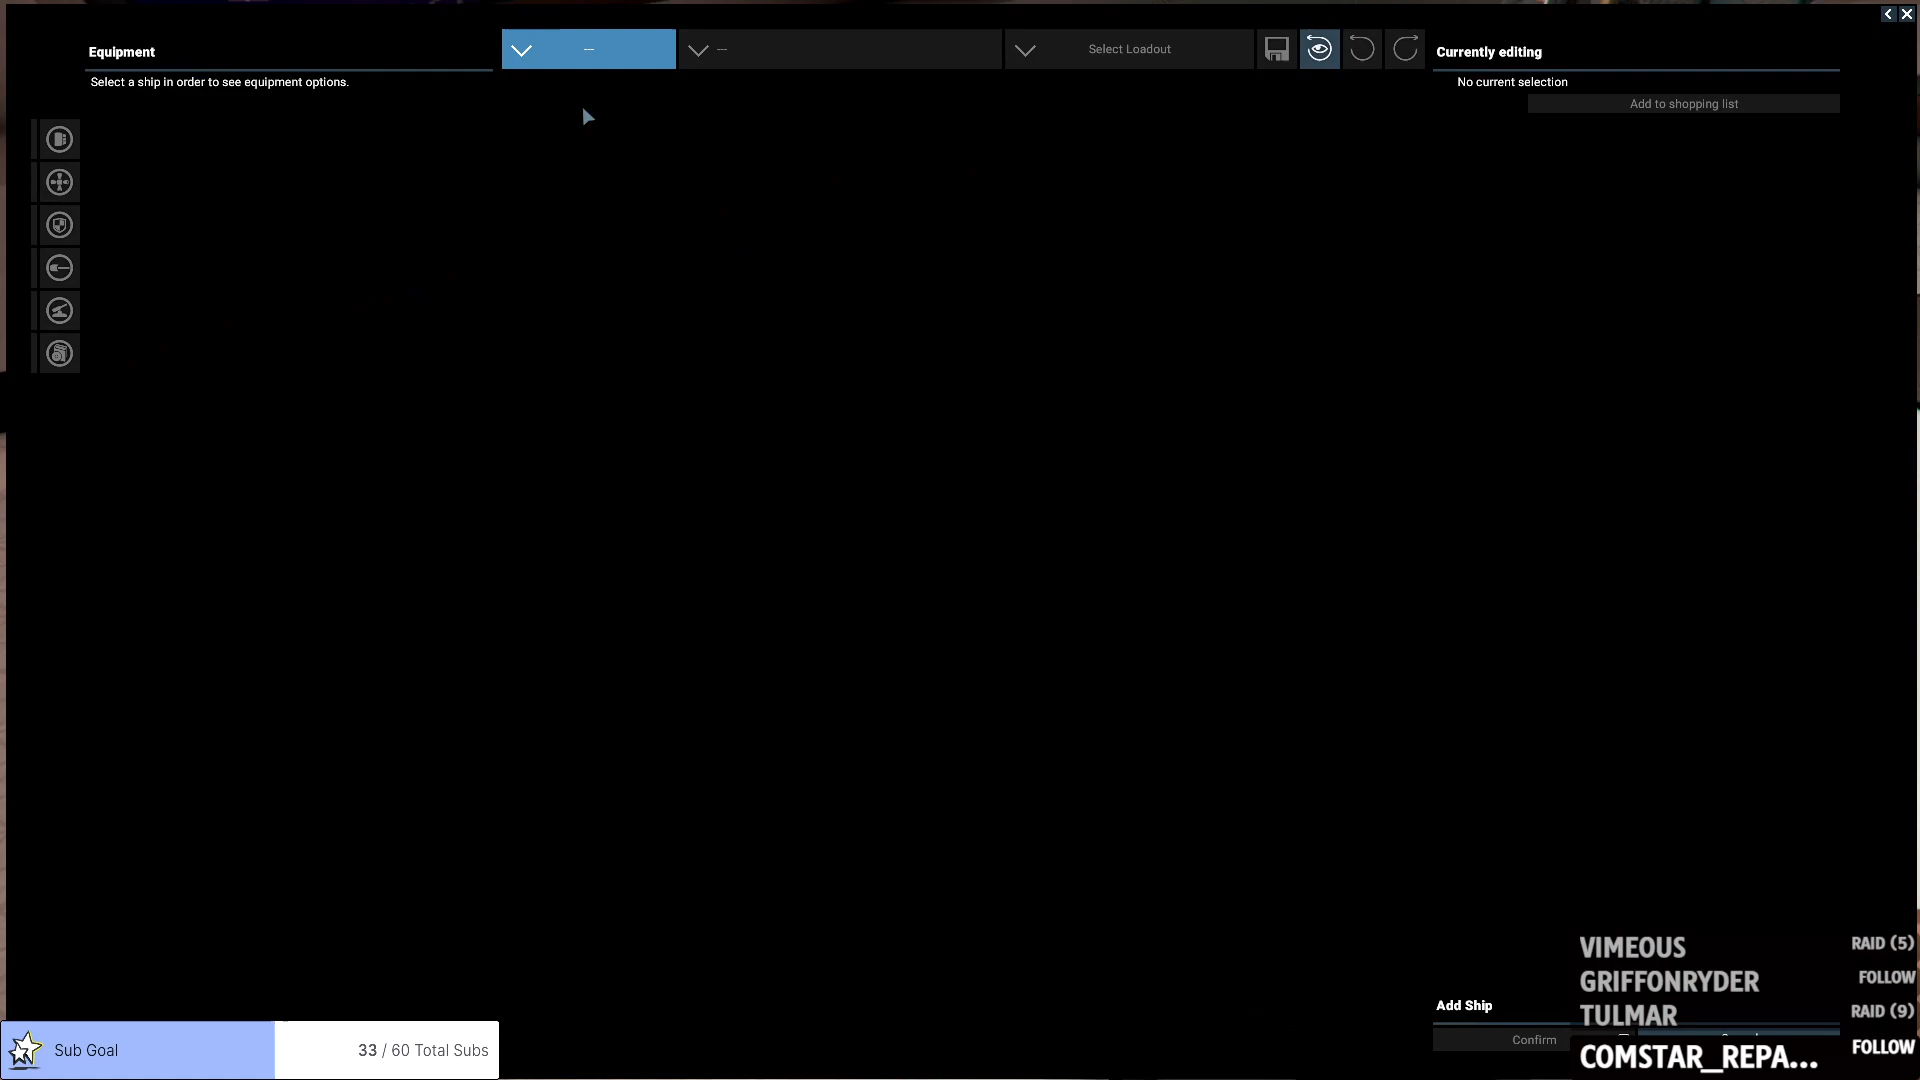 Equipment
Select a ship in order to see equipment options.
---
---
Select Loadout
Currently editing
No current selection
Add to shopping list
VIMEOUS RAID (5)
GRIFFONRYDER FOLLOW
Add Ship
TULMAR RAID (9)
Confirm
COMSTAR_REPA... FOLLOW
Sub Goal 33 / 60 Total Subs